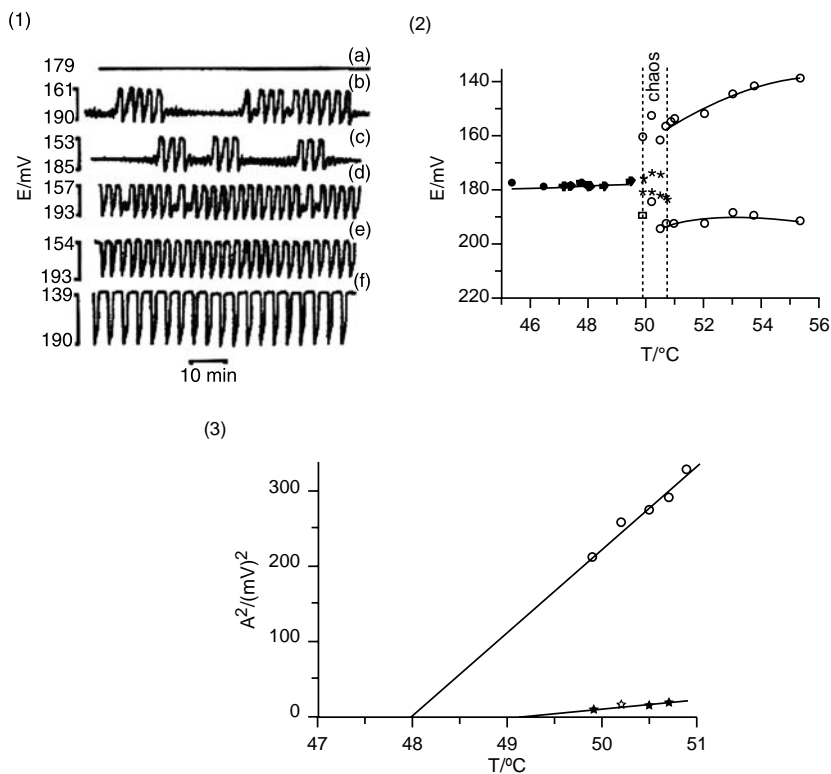 (1)
179
(a)
161
(b)
190
153
(c)
185
(d)
E/mV
157
193
(e)
154
193
(f)
139
190
10 min
(2)
chaos
140
160
E/mV
180
200
220
46 48 50 52 54 56
T/°C
(3)
300
A²/(mV)²
200
100
0
47 48 49 50 51
T/ºC